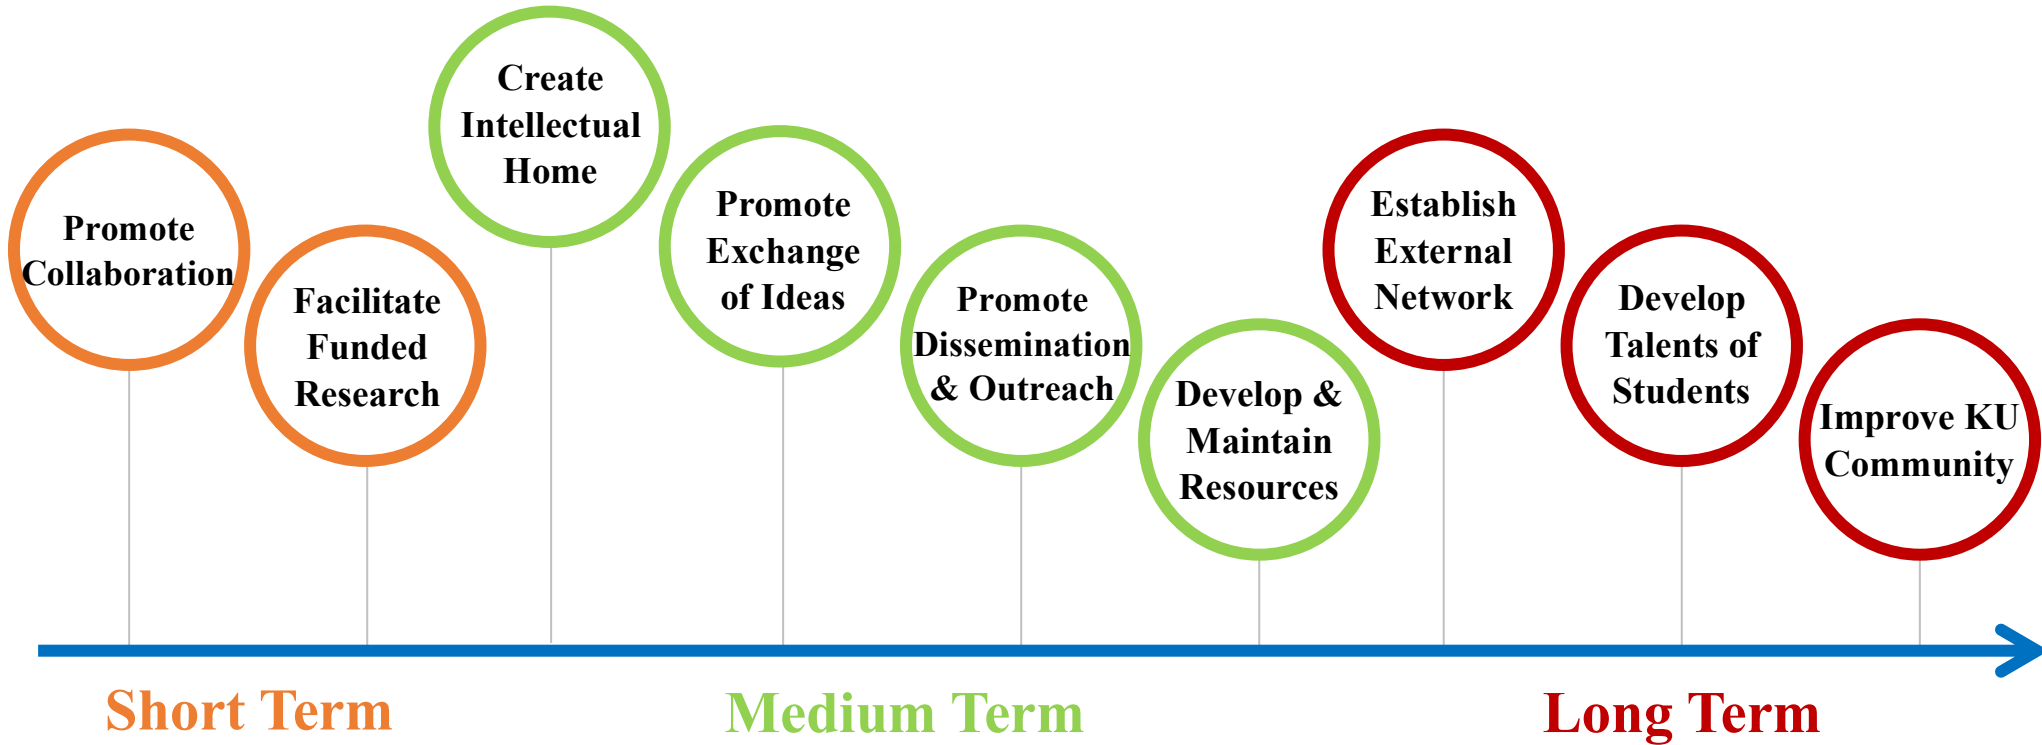 Promote
Collaboration
Facilitate
Funded
Research
Create
Intellectual
Home
Promote
Exchange
of Ideas
Promote
Dissemination
& Outreach
Develop &
Maintain
Resources
Establish
External
Network
Develop
Talents of
Students
Improve KU
Community
Short Term
Medium Term
Long Term